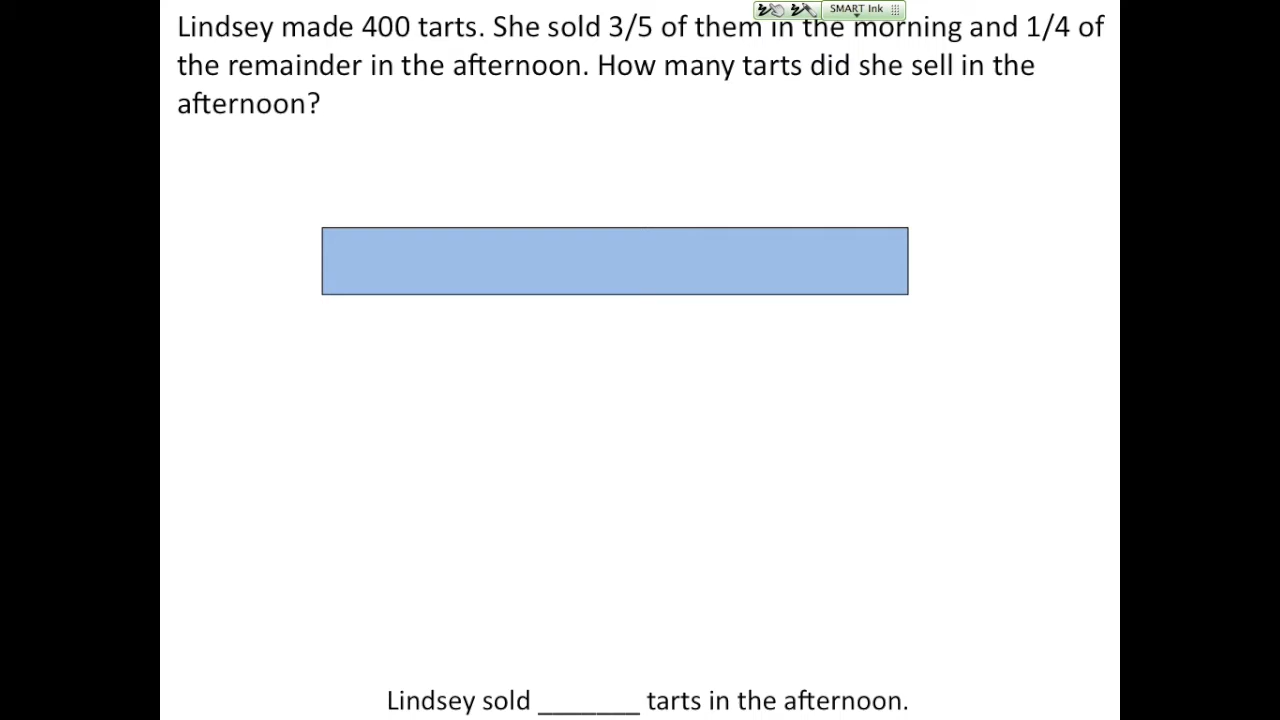 SMART Ink
Lindsey made 400 tarts. She sold 3/5 of them in the morning and 1/4 of
the remainder in the afternoon. How many tarts did she sell in the
afternoon?
Lindsey sold _______ tarts in the afternoon.